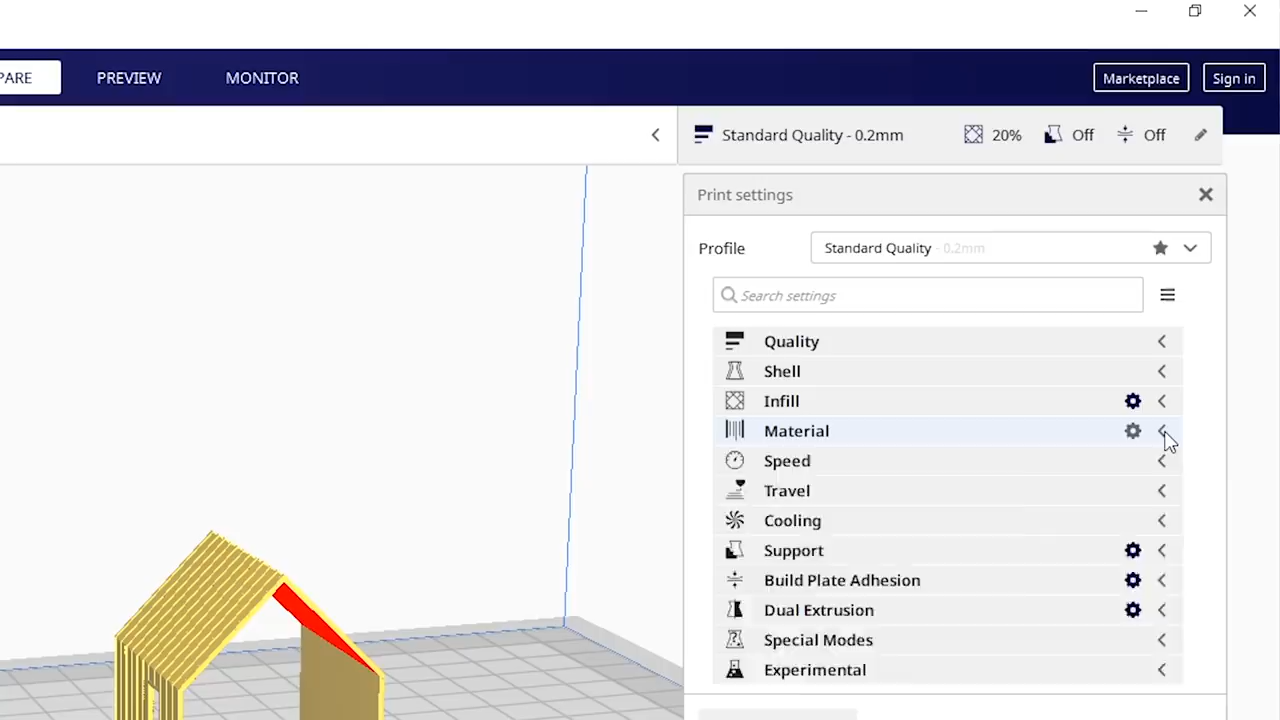 PARE PREVIEW MONITOR Marketplace Sign in
Standard Quality - 0.2mm 20% Off Off
Print settings
Profile Standard Quality - 0.2mm
Search settings
Quality
Shell
Infill
Material
Speed
Travel
Cooling
Support
Build Plate Adhesion
Dual Extrusion
Special Modes
Experimental